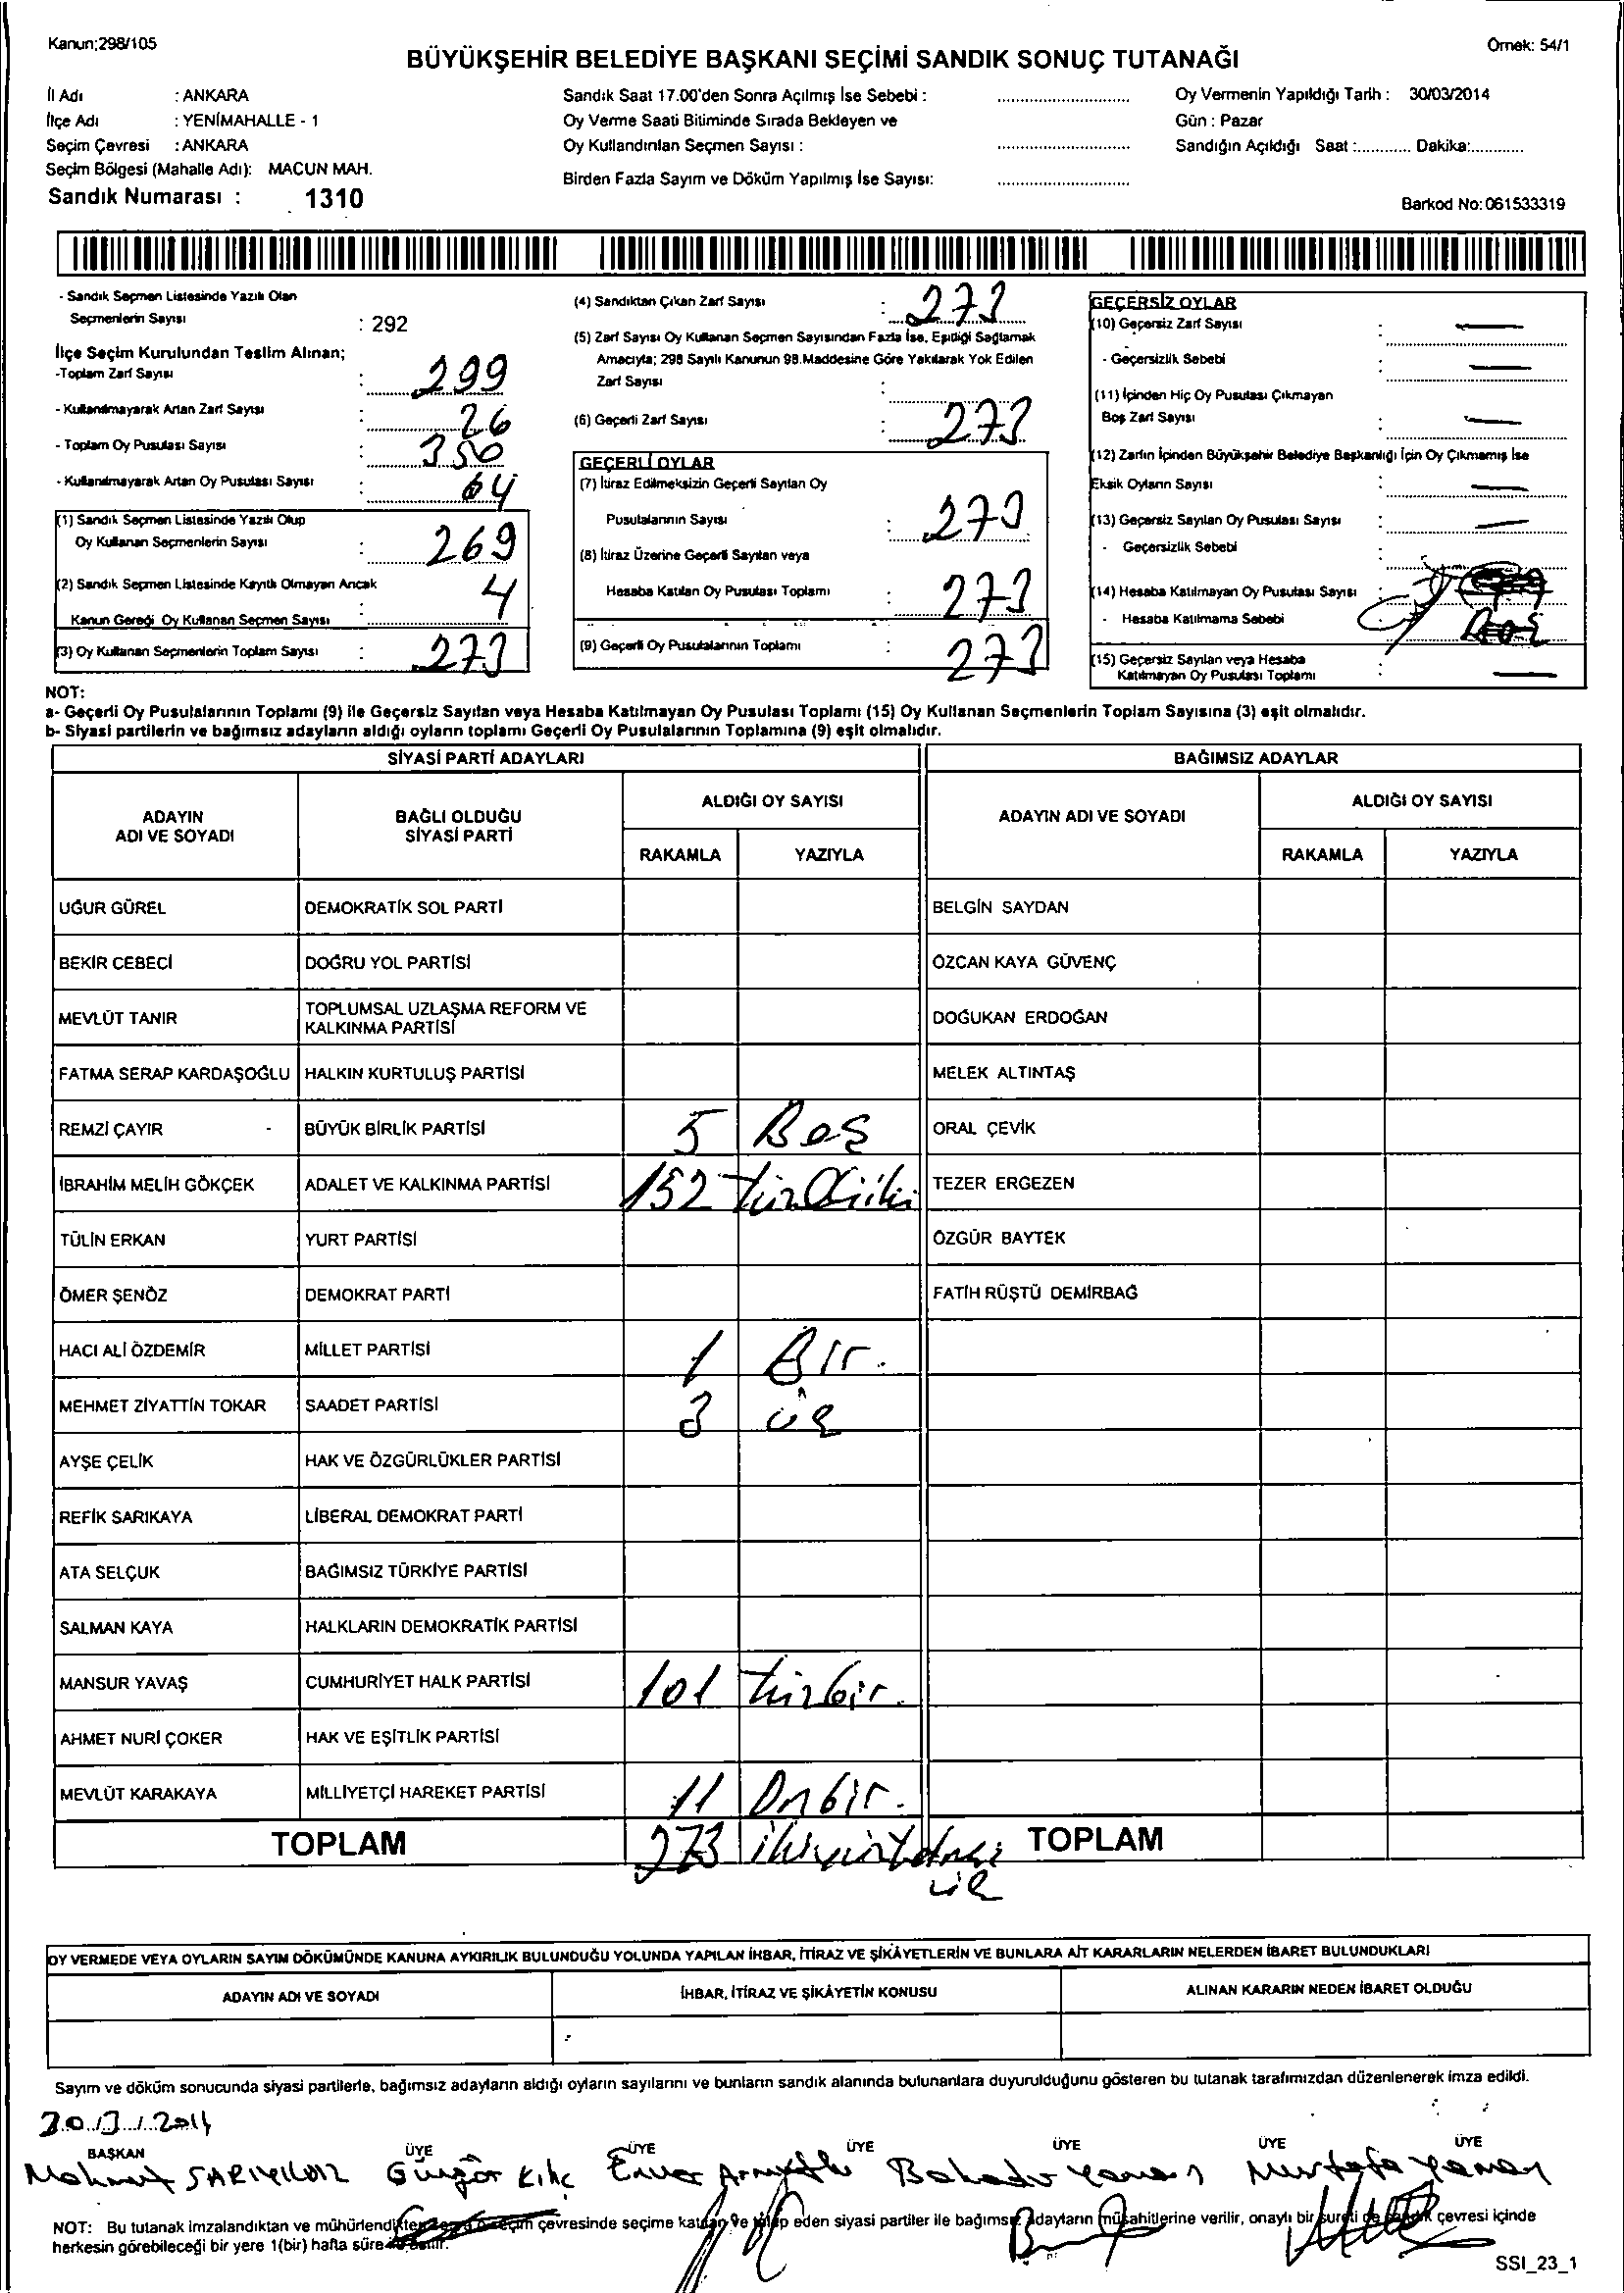 Kanun;298/105
Örnek: 54/1
BÜYÜKŞEHİR BELEDİYE BAŞKANI SEÇİMİ SANDIK SONUÇ TUTANAĞI
İl Adı : ANKARA
İlçe Adı : YENİMAHALLE - 1
Seçim Çevresi : ANKARA
Seçim Bölgesi (Mahalle Adı): MACUN MAH.
Sandık Numarası : 1310
Sandık Saat 17.00'den Sonra Açılmış İse Sebebi :
Oy Verme Saati Bitiminde Sırada Bekleyen ve
Oy Kullandırılan Seçmen Sayısı :
Birden Fazla Sayım ve Döküm Yapılmış İse Sayısı:
Oy Vermenin Yapıldığı Tarih : 30/03/2014
Gün : Pazar
Sandığın Açıldığı Saat :............ Dakika:............
Barkod No: 061533319
- Sandık Seçmen Listesinde Yazılı Olan
Seçmenlerin Sayısı : 292
İlçe Seçim Kurulundan Teslim Alınan;
-Toplam Zarf Sayısı : 299
- Kullanılmayarak Artan Zarf Sayısı : 26
- Toplam Oy Pusulası Sayısı : 350
- Kullanılmayarak Artan Oy Pusulası Sayısı : 64
(1) Sandık Seçmen Listesinde Yazılı Olup
Oy Kullanan Seçmenlerin Sayısı : 269
(2) Sandık Seçmen Listesinde Kayıtlı Olmayan Ancak
Kanun Gereği Oy Kullanan Seçmen Sayısı : 4
(3) Oy Kullanan Seçmenlerin Toplam Sayısı : 273
(4) Sandıktan Çıkan Zarf Sayısı : 273
(5) Zarf Sayısı Oy Kullanan Seçmen Sayısından Fazla İse, Eşitliği Sağlamak
Amacıyla; 298 Sayılı Kanunun 98.Maddesine Göre Yakılarak Yok Edilen
Zarf Sayısı :
(6) Geçerli Zarf Sayısı : 273
GEÇERLİ OYLAR
(7) İtiraz Edilmeksizin Geçerli Sayılan Oy
Pusulalarının Sayısı : 273
(8) İtiraz Üzerine Geçerli Sayılan veya
Hesaba Katılan Oy Pusulası Toplamı : 273
(9) Geçerli Oy Pusulalarının Toplamı : 273
GEÇERSİZ OYLAR
(10) Geçersiz Zarf Sayısı : —
- Geçersizlik Sebebi : —
(11) İçinden Hiç Oy Pusulası Çıkmayan
Boş Zarf Sayısı : —
(12) Zarfın İçinden Büyükşehir Belediye Başkanlığı İçin Oy Çıkmamış İse
Eksik Oyların Sayısı : —
(13) Geçersiz Sayılan Oy Pusulası Sayısı : —
- Geçersizlik Sebebi :
(14) Hesaba Katılmayan Oy Pusulası Sayısı :
- Hesaba Katılmama Sebebi : Boş
(15) Geçersiz Sayılan veya Hesaba
Katılmayan Oy Pusulası Toplamı : —
NOT:
a- Geçerli Oy Pusulalarının Toplamı (9) ile Geçersiz Sayılan veya Hesaba Katılmayan Oy Pusulası Toplamı (15) Oy Kullanan Seçmenlerin Toplam Sayısına (3) eşit olmalıdır.
b- Siyasi partilerin ve bağımsız adayların aldığı oyların toplamı Geçerli Oy Pusulalarının Toplamına (9) eşit olmalıdır.
SİYASİ PARTİ ADAYLARI BAĞIMSIZ ADAYLAR
ADAYIN ADI VE SOYADI
BAĞLI OLDUĞU SİYASİ PARTİ
ALDIĞI OY SAYISI
RAKAMLA YAZIYLA
ADAYIN ADI VE SOYADI
ALDIĞI OY SAYISI
RAKAMLA YAZIYLA
UĞUR GÜREL DEMOKRATİK SOL PARTİ BELGİN SAYDAN
BEKİR CEBECİ DOĞRU YOL PARTİSİ ÖZCAN KAYA GÜVENÇ
MEVLÜT TANIR TOPLUMSAL UZLAŞMA REFORM VE KALKINMA PARTİSİ DOĞUKAN ERDOĞAN
FATMA SERAP KARDAŞOĞLU HALKIN KURTULUŞ PARTİSİ MELEK ALTINTAŞ
REMZİ ÇAYIR - BÜYÜK BİRLİK PARTİSİ 5 Beş ORAL ÇEVİK
İBRAHİM MELİH GÖKÇEK ADALET VE KALKINMA PARTİSİ 152 TEZER ERGEZEN
TÜLİN ERKAN YURT PARTİSİ ÖZGÜR BAYTEK
ÖMER ŞENÖZ DEMOKRAT PARTİ FATİH RÜŞTÜ DEMİRBAĞ
HACI ALİ ÖZDEMİR MİLLET PARTİSİ 1 Bir.
MEHMET ZİYATTİN TOKAR SAADET PARTİSİ 3 üç
AYŞE ÇELİK HAK VE ÖZGÜRLÜKLER PARTİSİ
REFİK SARIKAYA LİBERAL DEMOKRAT PARTİ
ATA SELÇUK BAĞIMSIZ TÜRKİYE PARTİSİ
SALMAN KAYA HALKLARIN DEMOKRATİK PARTİSİ
MANSUR YAVAŞ CUMHURİYET HALK PARTİSİ 101 Yüzbir.
AHMET NURİ ÇOKER HAK VE EŞİTLİK PARTİSİ
MEVLÜT KARAKAYA MİLLİYETÇİ HAREKET PARTİSİ 11 Onbir.
TOPLAM 273 TOPLAM
üç
OY VERMEDE VEYA OYLARIN SAYIM DÖKÜMÜNDE KANUNA AYKIRILIK BULUNDUĞU YOLUNDA YAPILAN İHBAR, İTİRAZ VE ŞİKÂYETLERİN VE BUNLARA AİT KARARLARIN NELERDEN İBARET BULUNDUKLARI
ADAYIN ADI VE SOYADI İHBAR, İTİRAZ VE ŞİKÂYETİN KONUSU ALINAN KARARIN NEDEN İBARET OLDUĞU
Sayım ve döküm sonucunda siyasi partilerle, bağımsız adayların aldığı oyların sayılarını ve bunların sandık alanında bulunanlara duyurulduğunu gösteren bu tutanak tarafımızdan düzenlenerek imza edildi.
30/3/2014
BAŞKAN ÜYE ÜYE ÜYE ÜYE ÜYE ÜYE
Mahmut SARIYILDIZ Güngör Kılıç Enver Bahadır Yaman Mustafa Yaman
NOT: Bu tutanak imzalandıktan ve mühürlendikten çevresinde seçime katılan ve talep eden siyasi partiler ile bağımsız adayların müşahitlerine verilir, onaylı bir sureti de sandık çevresi içinde
herkesin görebileceği bir yere 1(bir) hafta süre
SSI_23_1